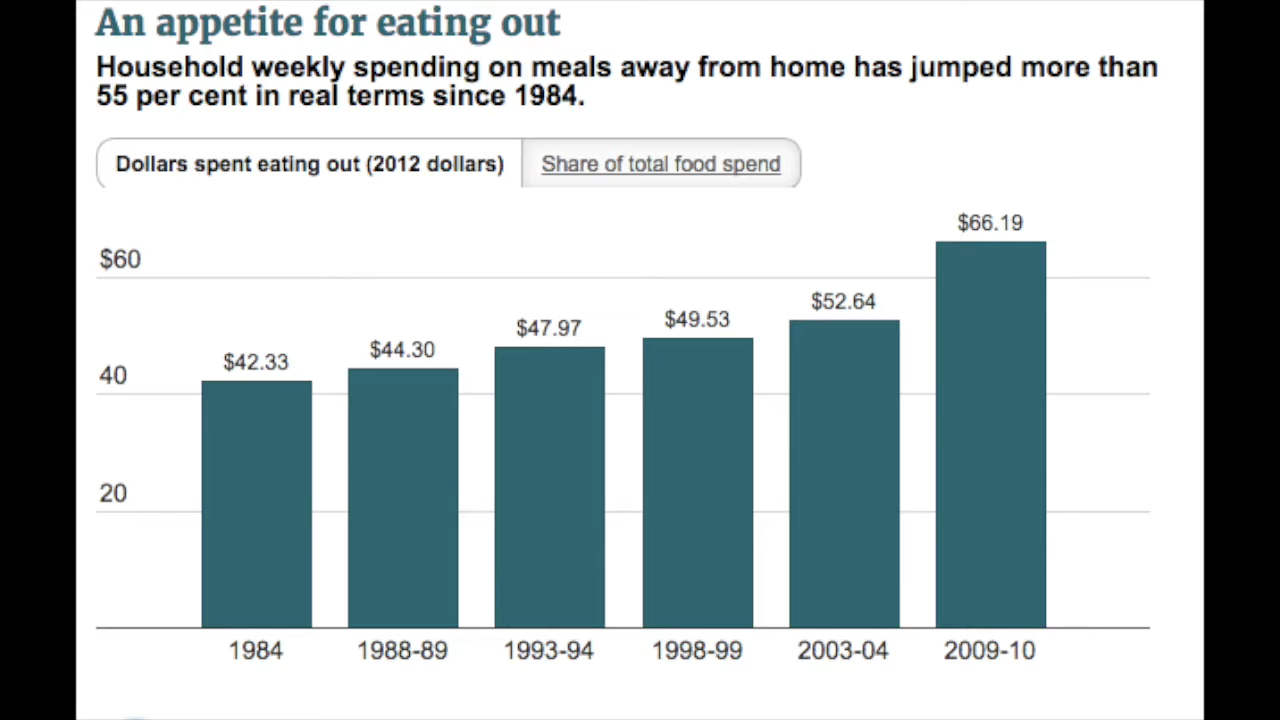 An appetite for eating out
Household weekly spending on meals away from home has jumped more than
55 per cent in real terms since 1984.
Dollars spent eating out (2012 dollars) Share of total food spend
$66.19
$60
$52.64
$49.53
$47.97
$44.30
$42.33
40
20
1984 1988-89 1993-94 1998-99 2003-04 2009-10